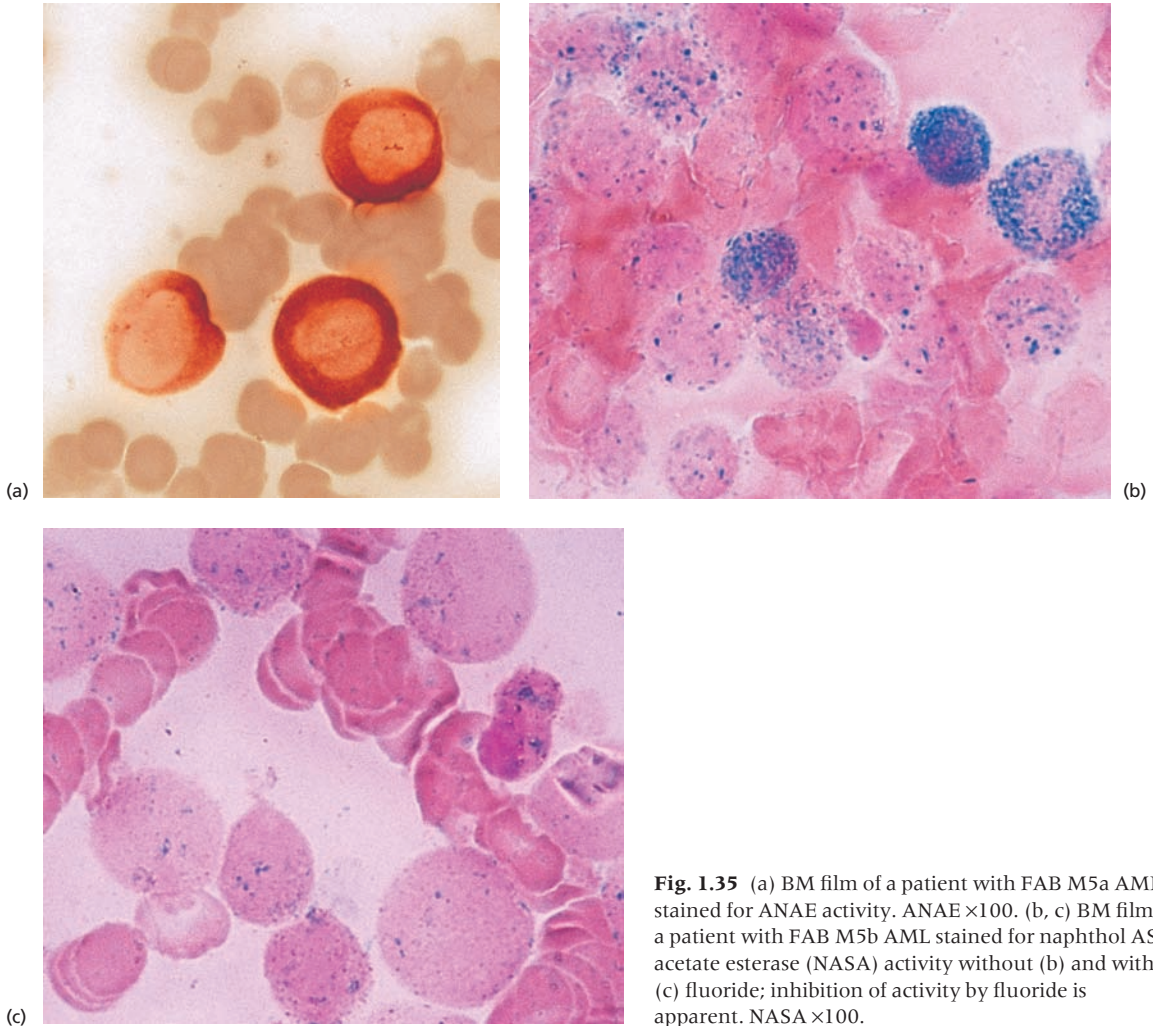 (a)
(b)
(c)
Fig. 1.35 (a) BM film of a patient with FAB M5a AML
stained for ANAE activity. ANAE ×100. (b, c) BM film
a patient with FAB M5b AML stained for naphthol AS
acetate esterase (NASA) activity without (b) and with
(c) fluoride; inhibition of activity by fluoride is
apparent. NASA ×100.